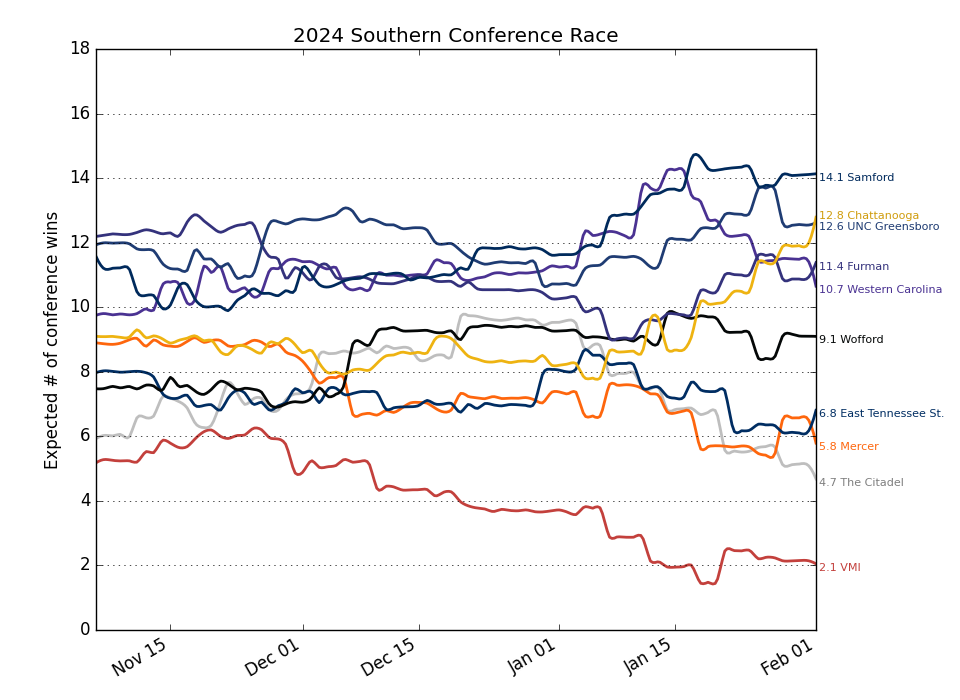 2024 Southern Conference Race
Expected # of conference wins
18
16
14
12
10
8
6
4
2
0
14.1 Samford
12.8 Chattanooga
12.6 UNC Greensboro
11.4 Furman
10.7 Western Carolina
9.1 Wofford
6.8 East Tennessee St.
5.8 Mercer
4.7 The Citadel
2.1 VMI
Nov 15
Dec 01
Dec 15
Jan 01
Jan 15
Feb 01